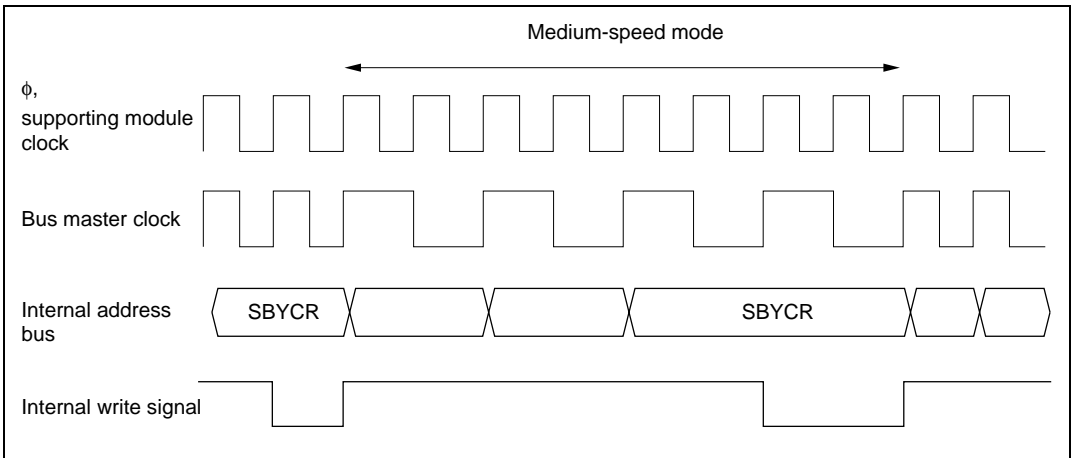 Medium-speed mode
ϕ,
supporting module
clock
Bus master clock
Internal address
bus
SBYCR
SBYCR
Internal write signal